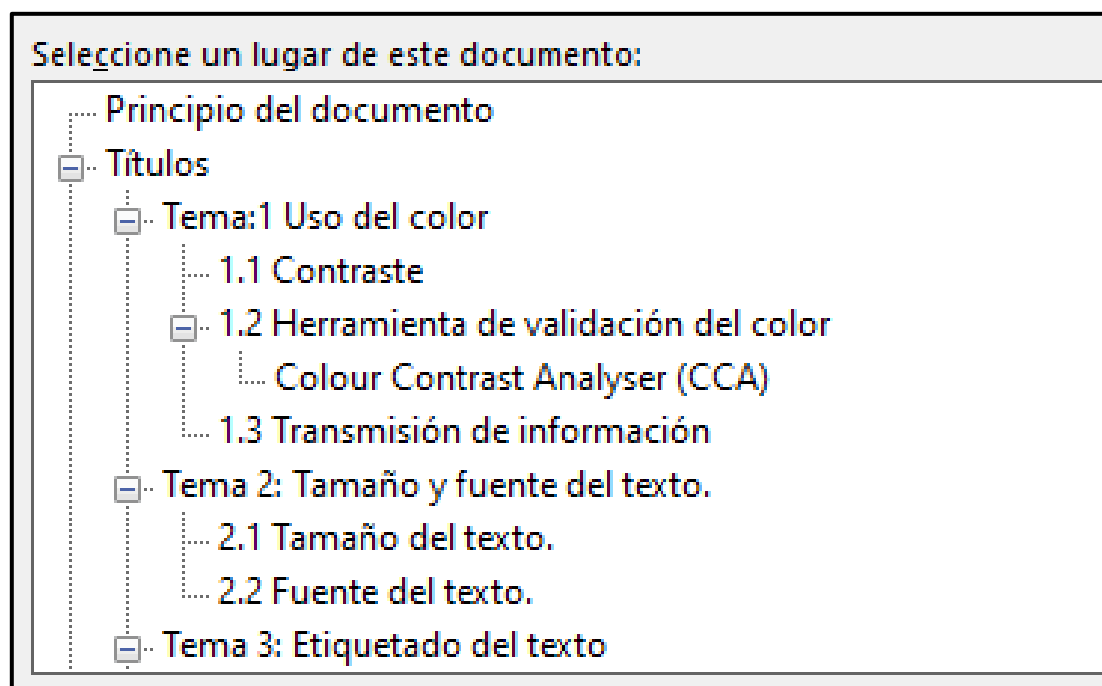 Seleccione un lugar de este documento:
Principio del documento
Títulos
Tema:1 Uso del color
1.1 Contraste
1.2 Herramienta de validación del color
Colour Contrast Analyser (CCA)
1.3 Transmisión de información
Tema 2: Tamaño y fuente del texto.
2.1 Tamaño del texto.
2.2 Fuente del texto.
Tema 3: Etiquetado del texto